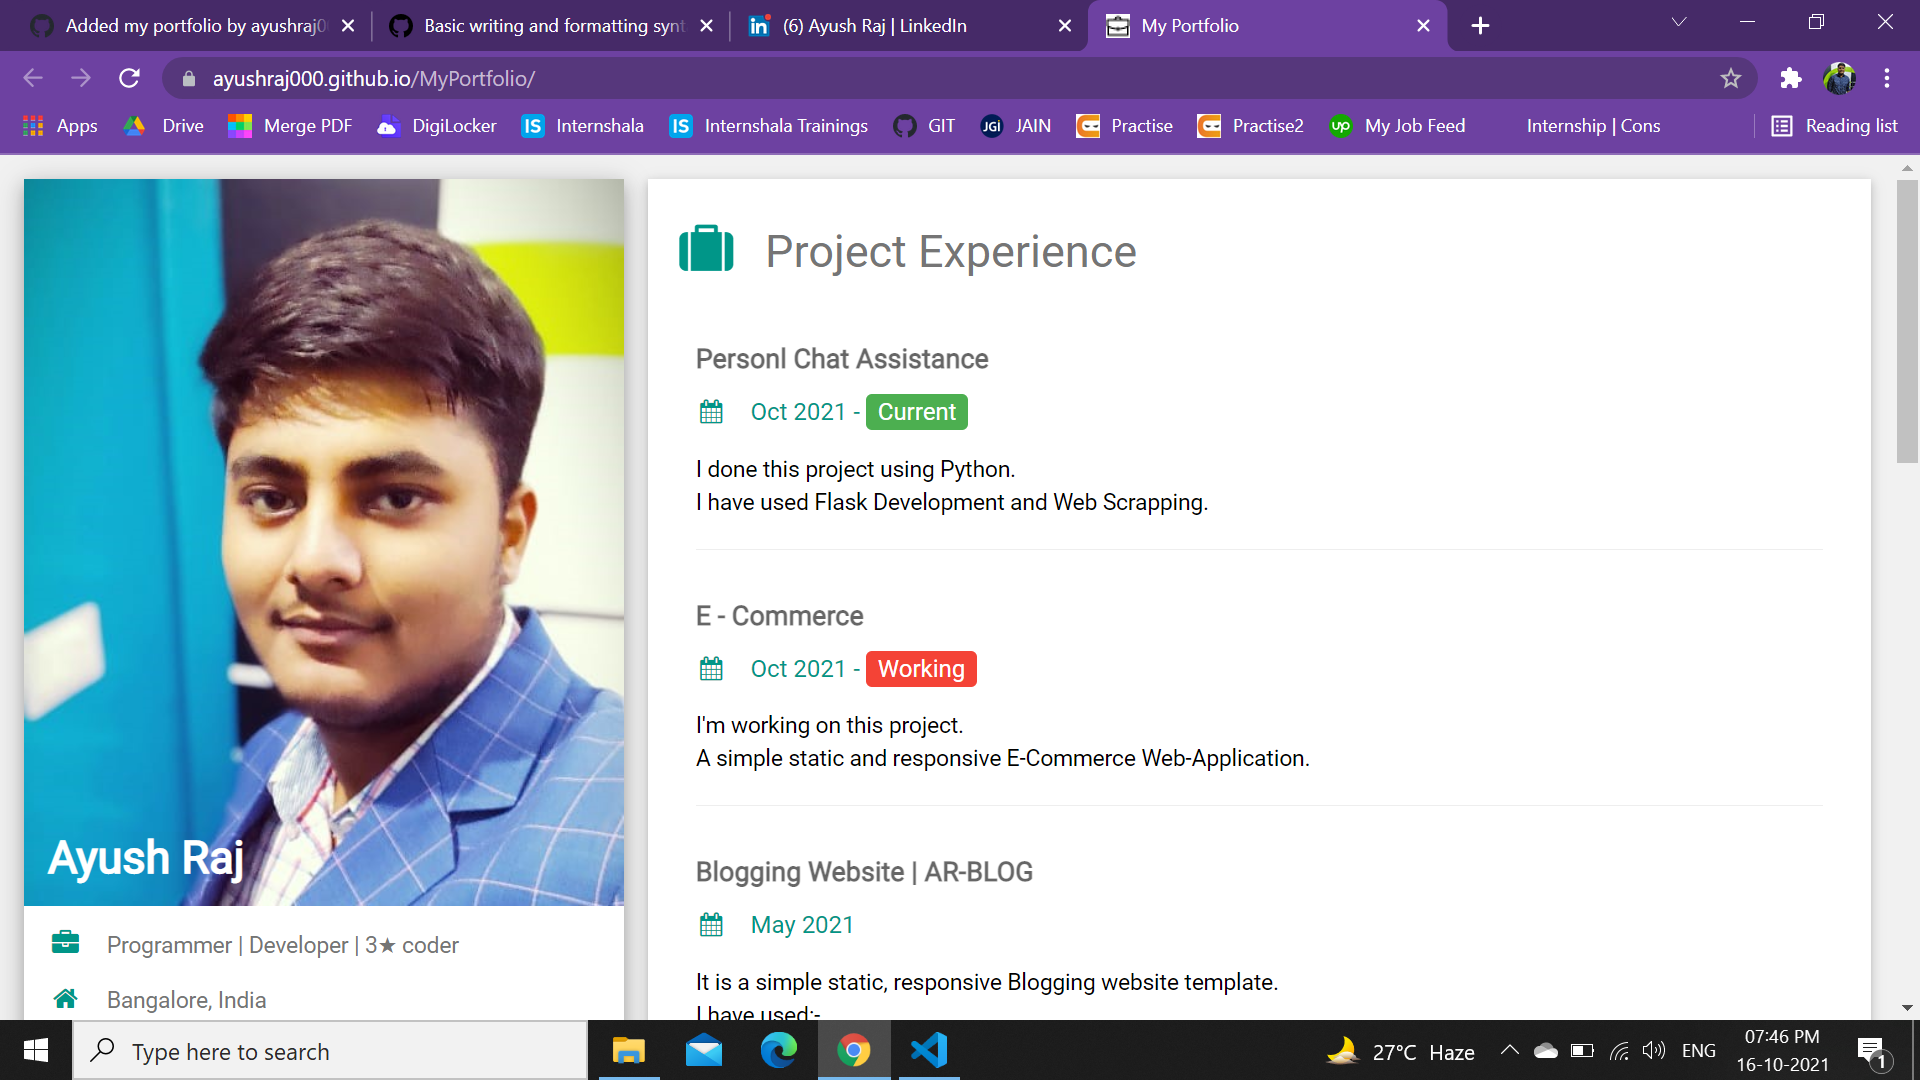 Added my portfolio by ayushraj0
Basic writing and formatting synt
(6) Ayush Raj | LinkedIn
My Portfolio
ayushraj000.github.io/MyPortfolio/
Apps
Drive
Merge PDF
DigiLocker
IS Internshala
IS Internshala Trainings
GIT
JGi JAIN
Practise
Practise2
up My Job Feed
Internship | Cons
Reading list
Ayush Raj
Programmer | Developer | 3★ coder
Bangalore, India
Project Experience
Personl Chat Assistance
Oct 2021 - Current
I done this project using Python.
I have used Flask Development and Web Scrapping.
E - Commerce
Oct 2021 - Working
I'm working on this project.
A simple static and responsive E-Commerce Web-Application.
Blogging Website | AR-BLOG
May 2021
It is a simple static, responsive Blogging website template.
I have used:-
Type here to search
27°C Haze
ENG
07:46 PM
16-10-2021
1